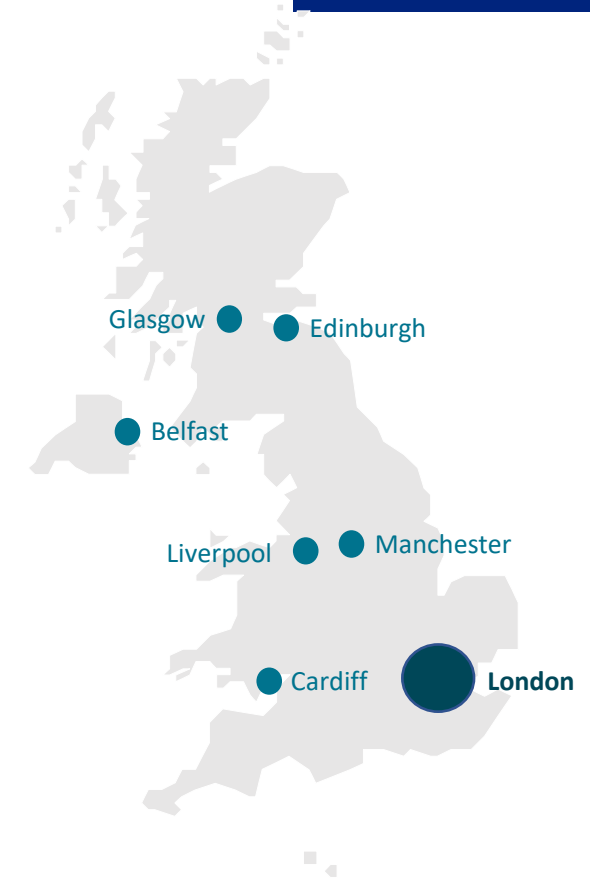 Glasgow
Edinburgh
Belfast
Liverpool
Manchester
Cardiff
London